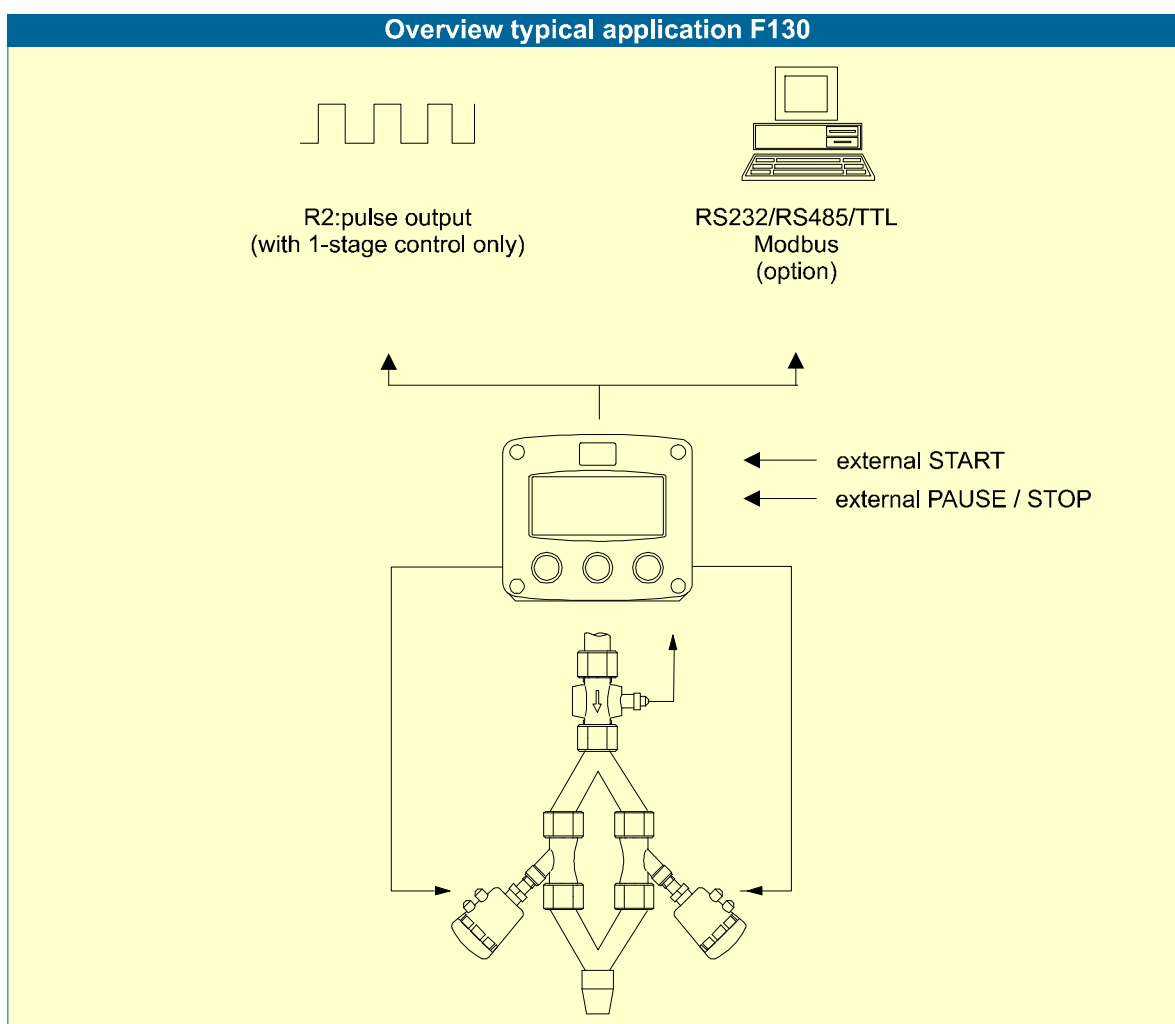 Overview typical application F130
R2:pulse output
(with 1-stage control only)
RS232/RS485/TTL
Modbus
(option)
external START
external PAUSE / STOP